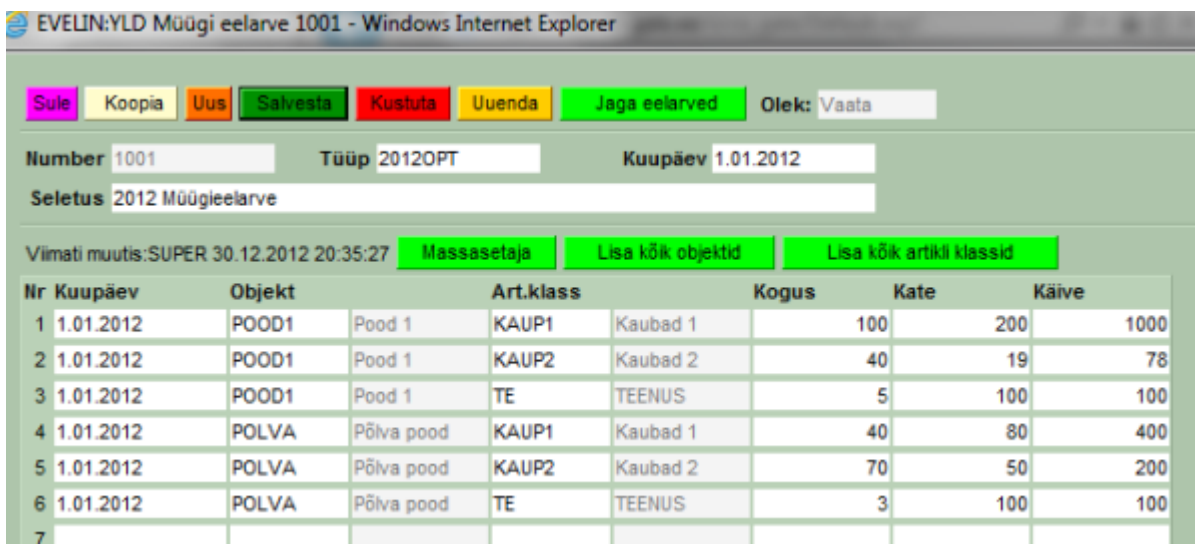 EVELIN:YLD Müügi eelarve 1001 - Windows Internet Explorer
Sule Koopia Uus Salvesta Kustuta Uuenda Jaga eelarved Olek: Vaata
Number 1001 Tüüp 2012OPT Kuupäev 1.01.2012
Seletus 2012 Müügieelarve
Viimati muutis:SUPER 30.12.2012 20:35:27 Massasetaja Lisa kõik objektid Lisa kõik artikli klassid
Nr Kuupäev Objekt Art.klass Kogus Kate Käive
1 1.01.2012 POOD1 Pood 1 KAUP1 Kaubad 1 100 200 1000
2 1.01.2012 POOD1 Pood 1 KAUP2 Kaubad 2 40 19 78
3 1.01.2012 POOD1 Pood 1 TE TEENUS 5 100 100
4 1.01.2012 POLVA Põlva pood KAUP1 Kaubad 1 40 80 400
5 1.01.2012 POLVA Põlva pood KAUP2 Kaubad 2 70 50 200
6 1.01.2012 POLVA Põlva pood TE TEENUS 3 100 100
7